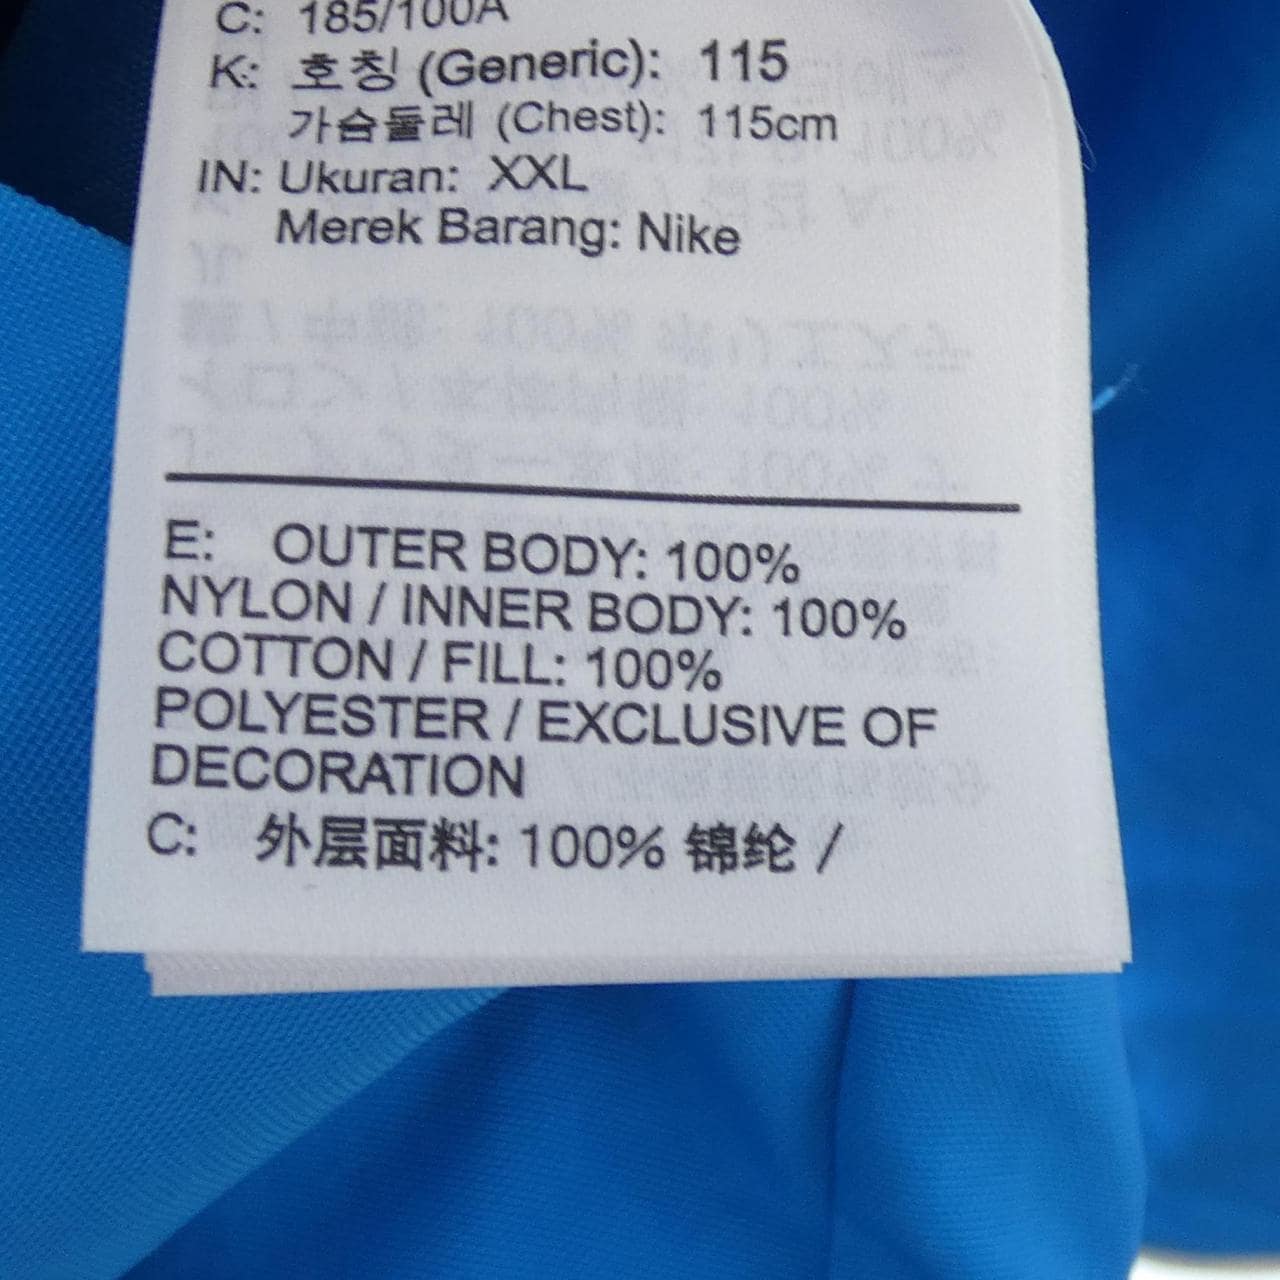 C: 185/100A
K: 호칭 (Generic): 115
가슴둘레 (Chest): 115cm
IN: Ukuran: XXL
Merek Barang: Nike
E: OUTER BODY: 100%
NYLON / INNER BODY: 100%
COTTON / FILL: 100%
POLYESTER / EXCLUSIVE OF
DECORATION
C: 外层面料: 100% 锦纶 /